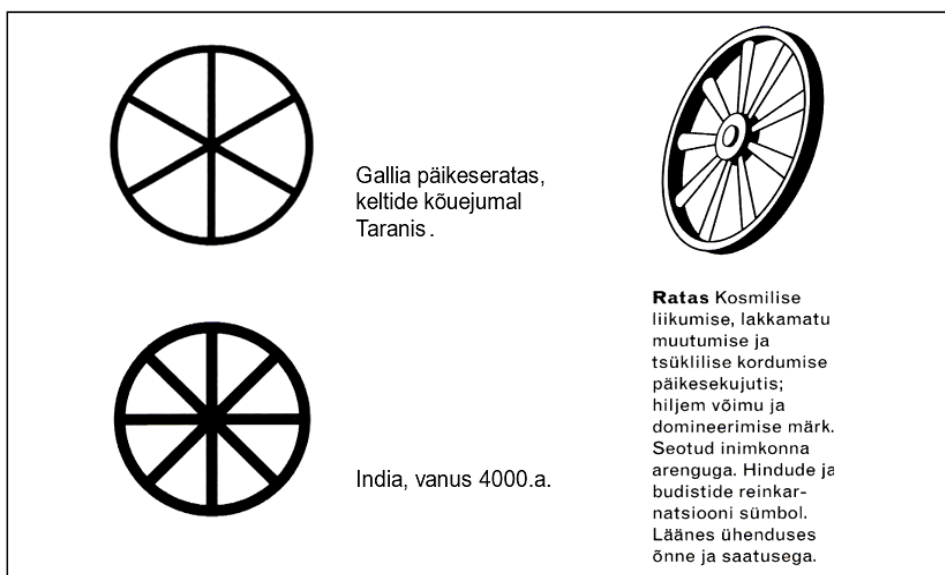 Gallia päikeseratas,
keltide kõuejumal
Taranis.
India, vanus 4000.a.
Ratas Kosmilise
liikumise, lakkamatu
muutumise ja
tsüklilise kordumise
päikesekujutis;
hiljem võimu ja
domineerimise märk.
Seotud inimkonna
arenguga. Hindude ja
budistide reinkar-
natsiooni sümbol.
Läänes ühenduses
õnne ja saatusega.